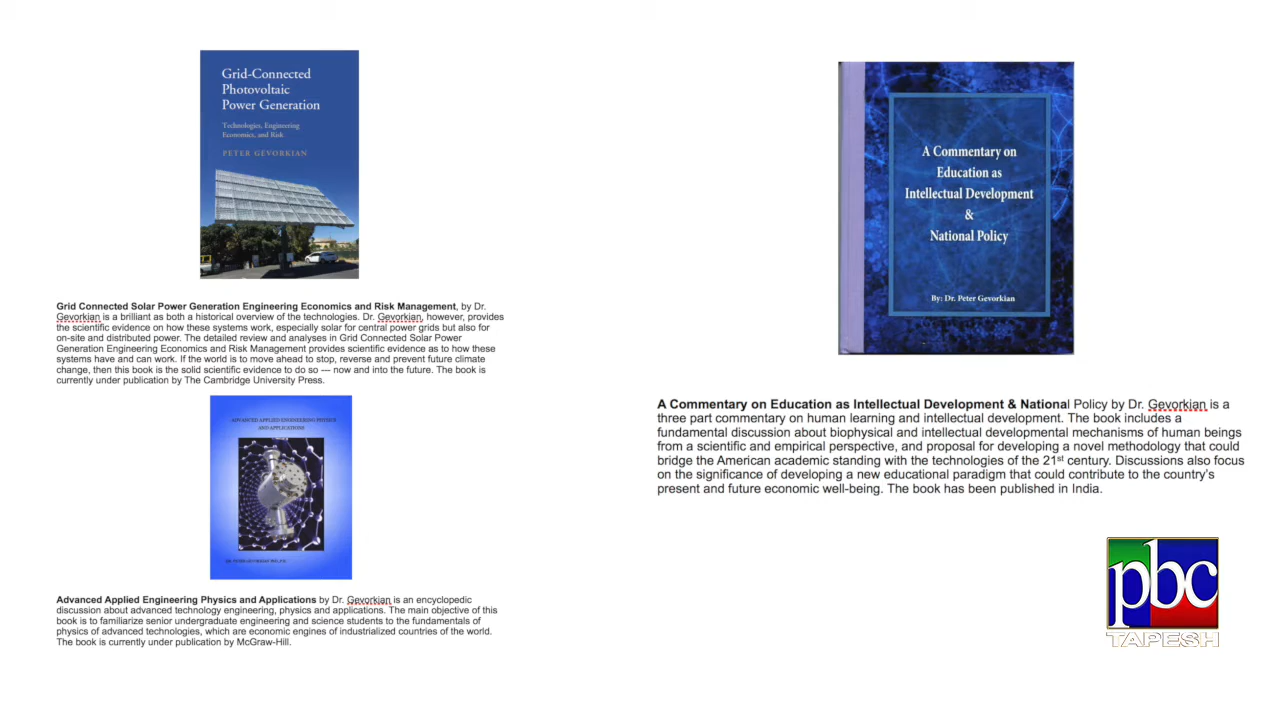 Grid-Connected
Photovoltaic
Power Generation
Technologies, Engineering
Economics, and Risk
PETER GEVORKIAN
Grid Connected Solar Power Generation Engineering Economics and Risk Management, by Dr.
Gevorkian is a brilliant as both a historical overview of the technologies. Dr. Gevorkian, however, provides
the scientific evidence on how these systems work, especially solar for central power grids but also for
on-site and distributed power. The detailed review and analyses in Grid Connected Solar Power
Generation Engineering Economics and Risk Management provides scientific evidence as to how these
systems have and can work. If the world is to move ahead to stop, reverse and prevent future climate
change, then this book is the solid scientific evidence to do so --- now and into the future. The book is
currently under publication by The Cambridge University Press.
ADVANCED APPLIED ENGINEERING PHYSICS
AND APPLICATIONS
DR. PETER GEVORKIAN
Advanced Applied Engineering Physics and Applications by Dr. Gevorkian is an encyclopedic
discussion about advanced technology engineering, physics and applications. The main objective of this
book is to familiarize senior undergraduate engineering and science students to the fundamentals of
physics of advanced technologies, which are economic engines of industrialized countries of the world.
The book is currently under publication by McGraw-Hill.
A Commentary on
Education as
Intellectual Development
&
National Policy
By: Dr. Peter Gevorkian
A Commentary on Education as Intellectual Development & National Policy by Dr. Gevorkian is a
three part commentary on human learning and intellectual development. The book includes a
fundamental discussion about biophysical and intellectual developmental mechanisms of human beings
from a scientific and empirical perspective, and proposal for developing a novel methodology that could
bridge the American academic standing with the technologies of the 21st century. Discussions also focus
on the significance of developing a new educational paradigm that could contribute to the country's
present and future economic well-being. The book has been published in India.
pbc
TAPESH